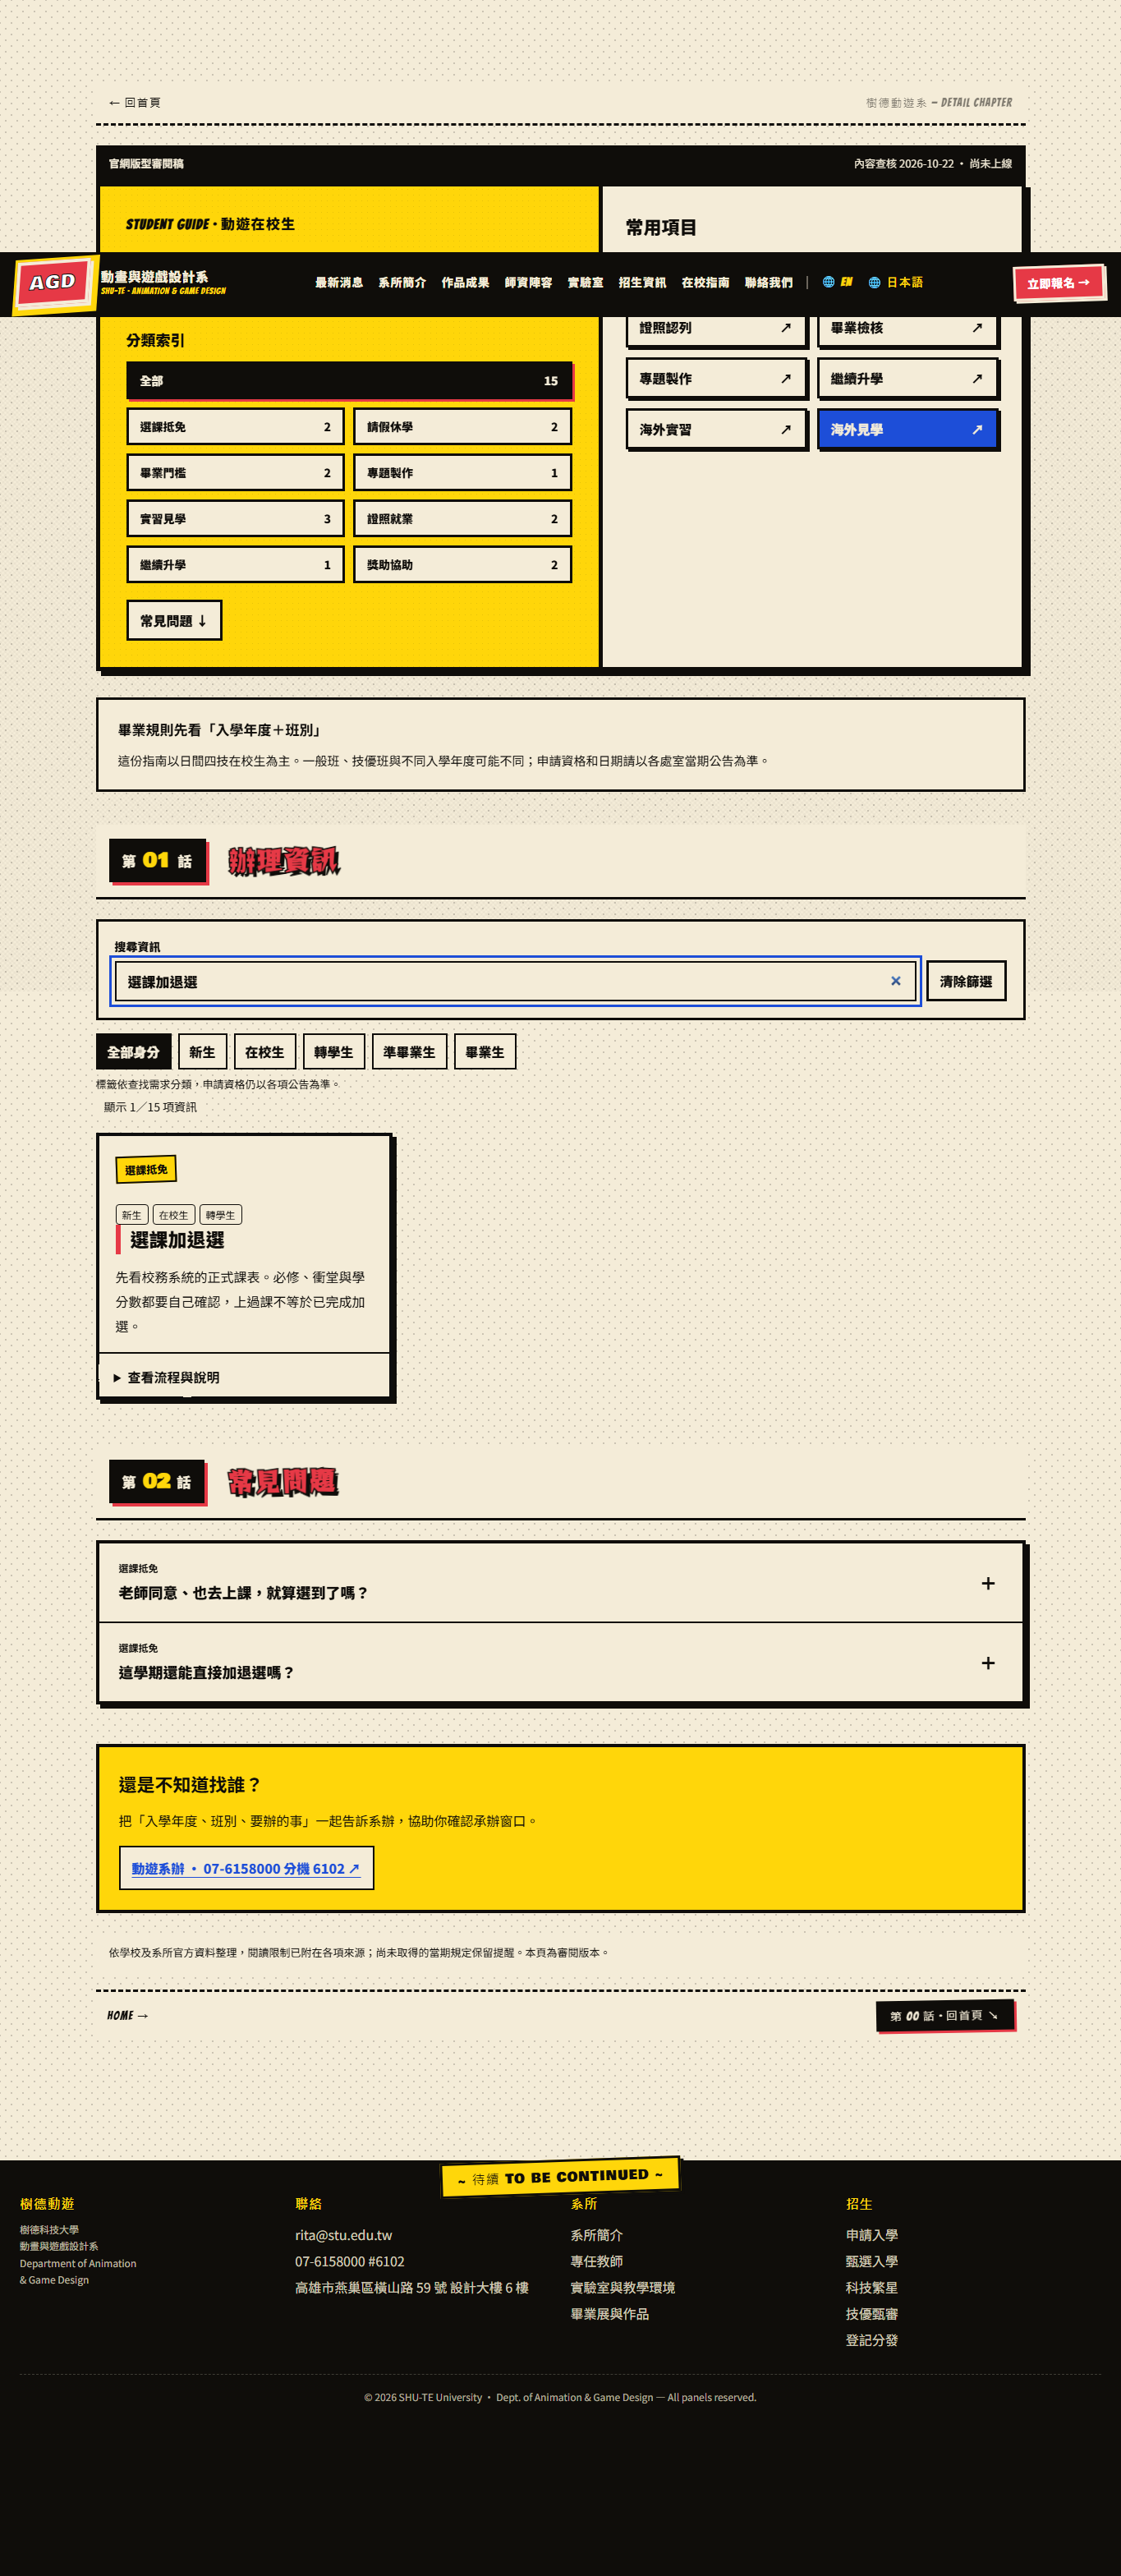 ← 回首頁
樹德動遊系 — DETAIL CHAPTER
官網版型審閱稿
內容查核 2026-10-22 · 尚未上線
STUDENT GUIDE · 動遊在校生
常用項目
AGD
動畫與遊戲設計系
SHU-TE · ANIMATION & GAME DESIGN
最新消息
系所簡介
作品成果
師資陣容
實驗室
招生資訊
在校指南
聯絡我們
|
EN
日本語
立即報名 →
分類索引
全部 15
選課抵免 2
請假休學 2
畢業門檻 2
專題製作 1
實習見學 3
證照就業 2
繼續升學 1
獎助協助 2
常見問題 ↓
證照認列 ↗
畢業檢核 ↗
專題製作 ↗
繼續升學 ↗
海外實習 ↗
海外見學 ↗
畢業規則先看「入學年度＋班別」
這份指南以日間四技在校生為主。一般班、技優班與不同入學年度可能不同；申請資格和日期請以各處室當期公告為準。
第 01 話
辦理資訊
搜尋資訊
選課加退選
清除篩選
全部身分
新生
在校生
轉學生
準畢業生
畢業生
標籤依查找需求分類，申請資格仍以各項公告為準。
顯示 1／15 項資訊
選課抵免
新生
在校生
轉學生
選課加退選
先看校務系統的正式課表。必修、衝堂與學
分數都要自己確認，上過課不等於已完成加
選。
▶ 查看流程與說明
第 02 話
常見問題
選課抵免
老師同意、也去上課，就算選到了嗎？
+
選課抵免
這學期還能直接加退選嗎？
+
還是不知道找誰？
把「入學年度、班別、要辦的事」一起告訴系辦，協助你確認承辦窗口。
動遊系辦 · 07-6158000 分機 6102 ↗
依學校及系所官方資料整理，閱讀限制已附在各項來源；尚未取得的當期規定保留提醒。本頁為審閱版本。
HOME →
第 00 話 · 回首頁 ↘
~ 待續 TO BE CONTINUED ~
樹德動遊
樹德科技大學
動畫與遊戲設計系
Department of Animation
& Game Design
聯絡
rita@stu.edu.tw
07-6158000 #6102
高雄市燕巢區橫山路 59 號 設計大樓 6 樓
系所
系所簡介
專任教師
實驗室與教學環境
畢業展與作品
招生
申請入學
甄選入學
科技繁星
技優甄審
登記分發
© 2026 SHU-TE University · Dept. of Animation & Game Design — All panels reserved.